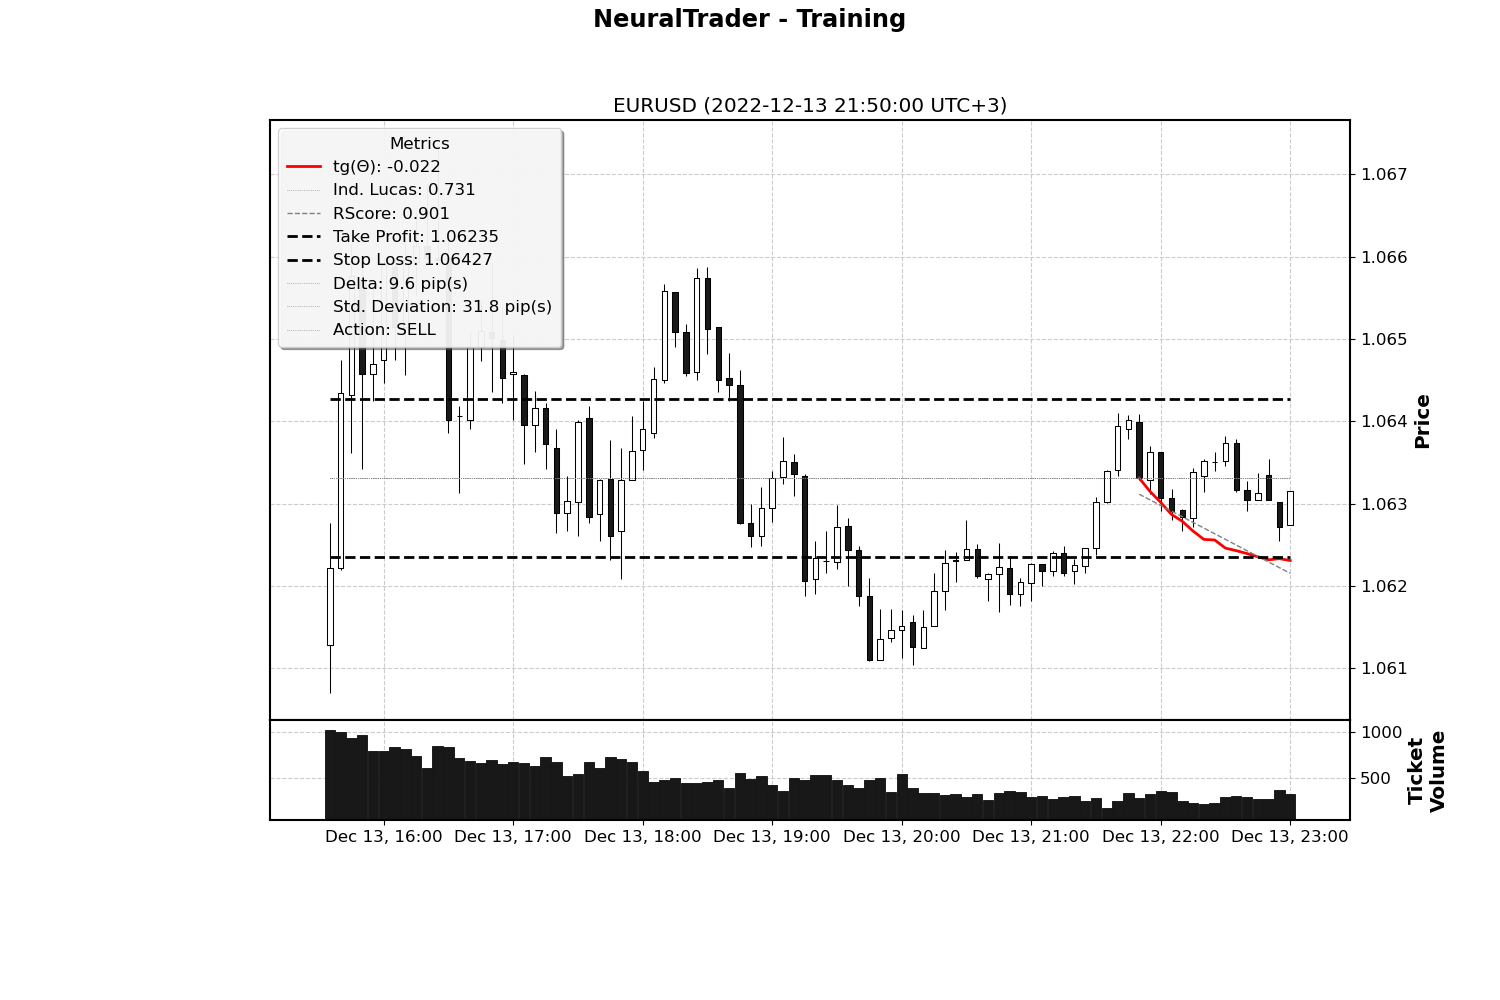 NeuralTrader - Training
EURUSD (2022-12-13 21:50:00 UTC+3)
Metrics
tg(Θ): -0.022
Ind. Lucas: 0.731
RScore: 0.901
Take Profit: 1.06235
Stop Loss: 1.06427
Delta: 9.6 pip(s)
Std. Deviation: 31.8 pip(s)
Action: SELL
1.067
1.066
1.065
1.064
1.063
1.062
1.061
Price
1000
500
Ticket
Volume
Dec 13, 16:00 Dec 13, 17:00 Dec 13, 18:00 Dec 13, 19:00 Dec 13, 20:00 Dec 13, 21:00 Dec 13, 22:00 Dec 13, 23:00